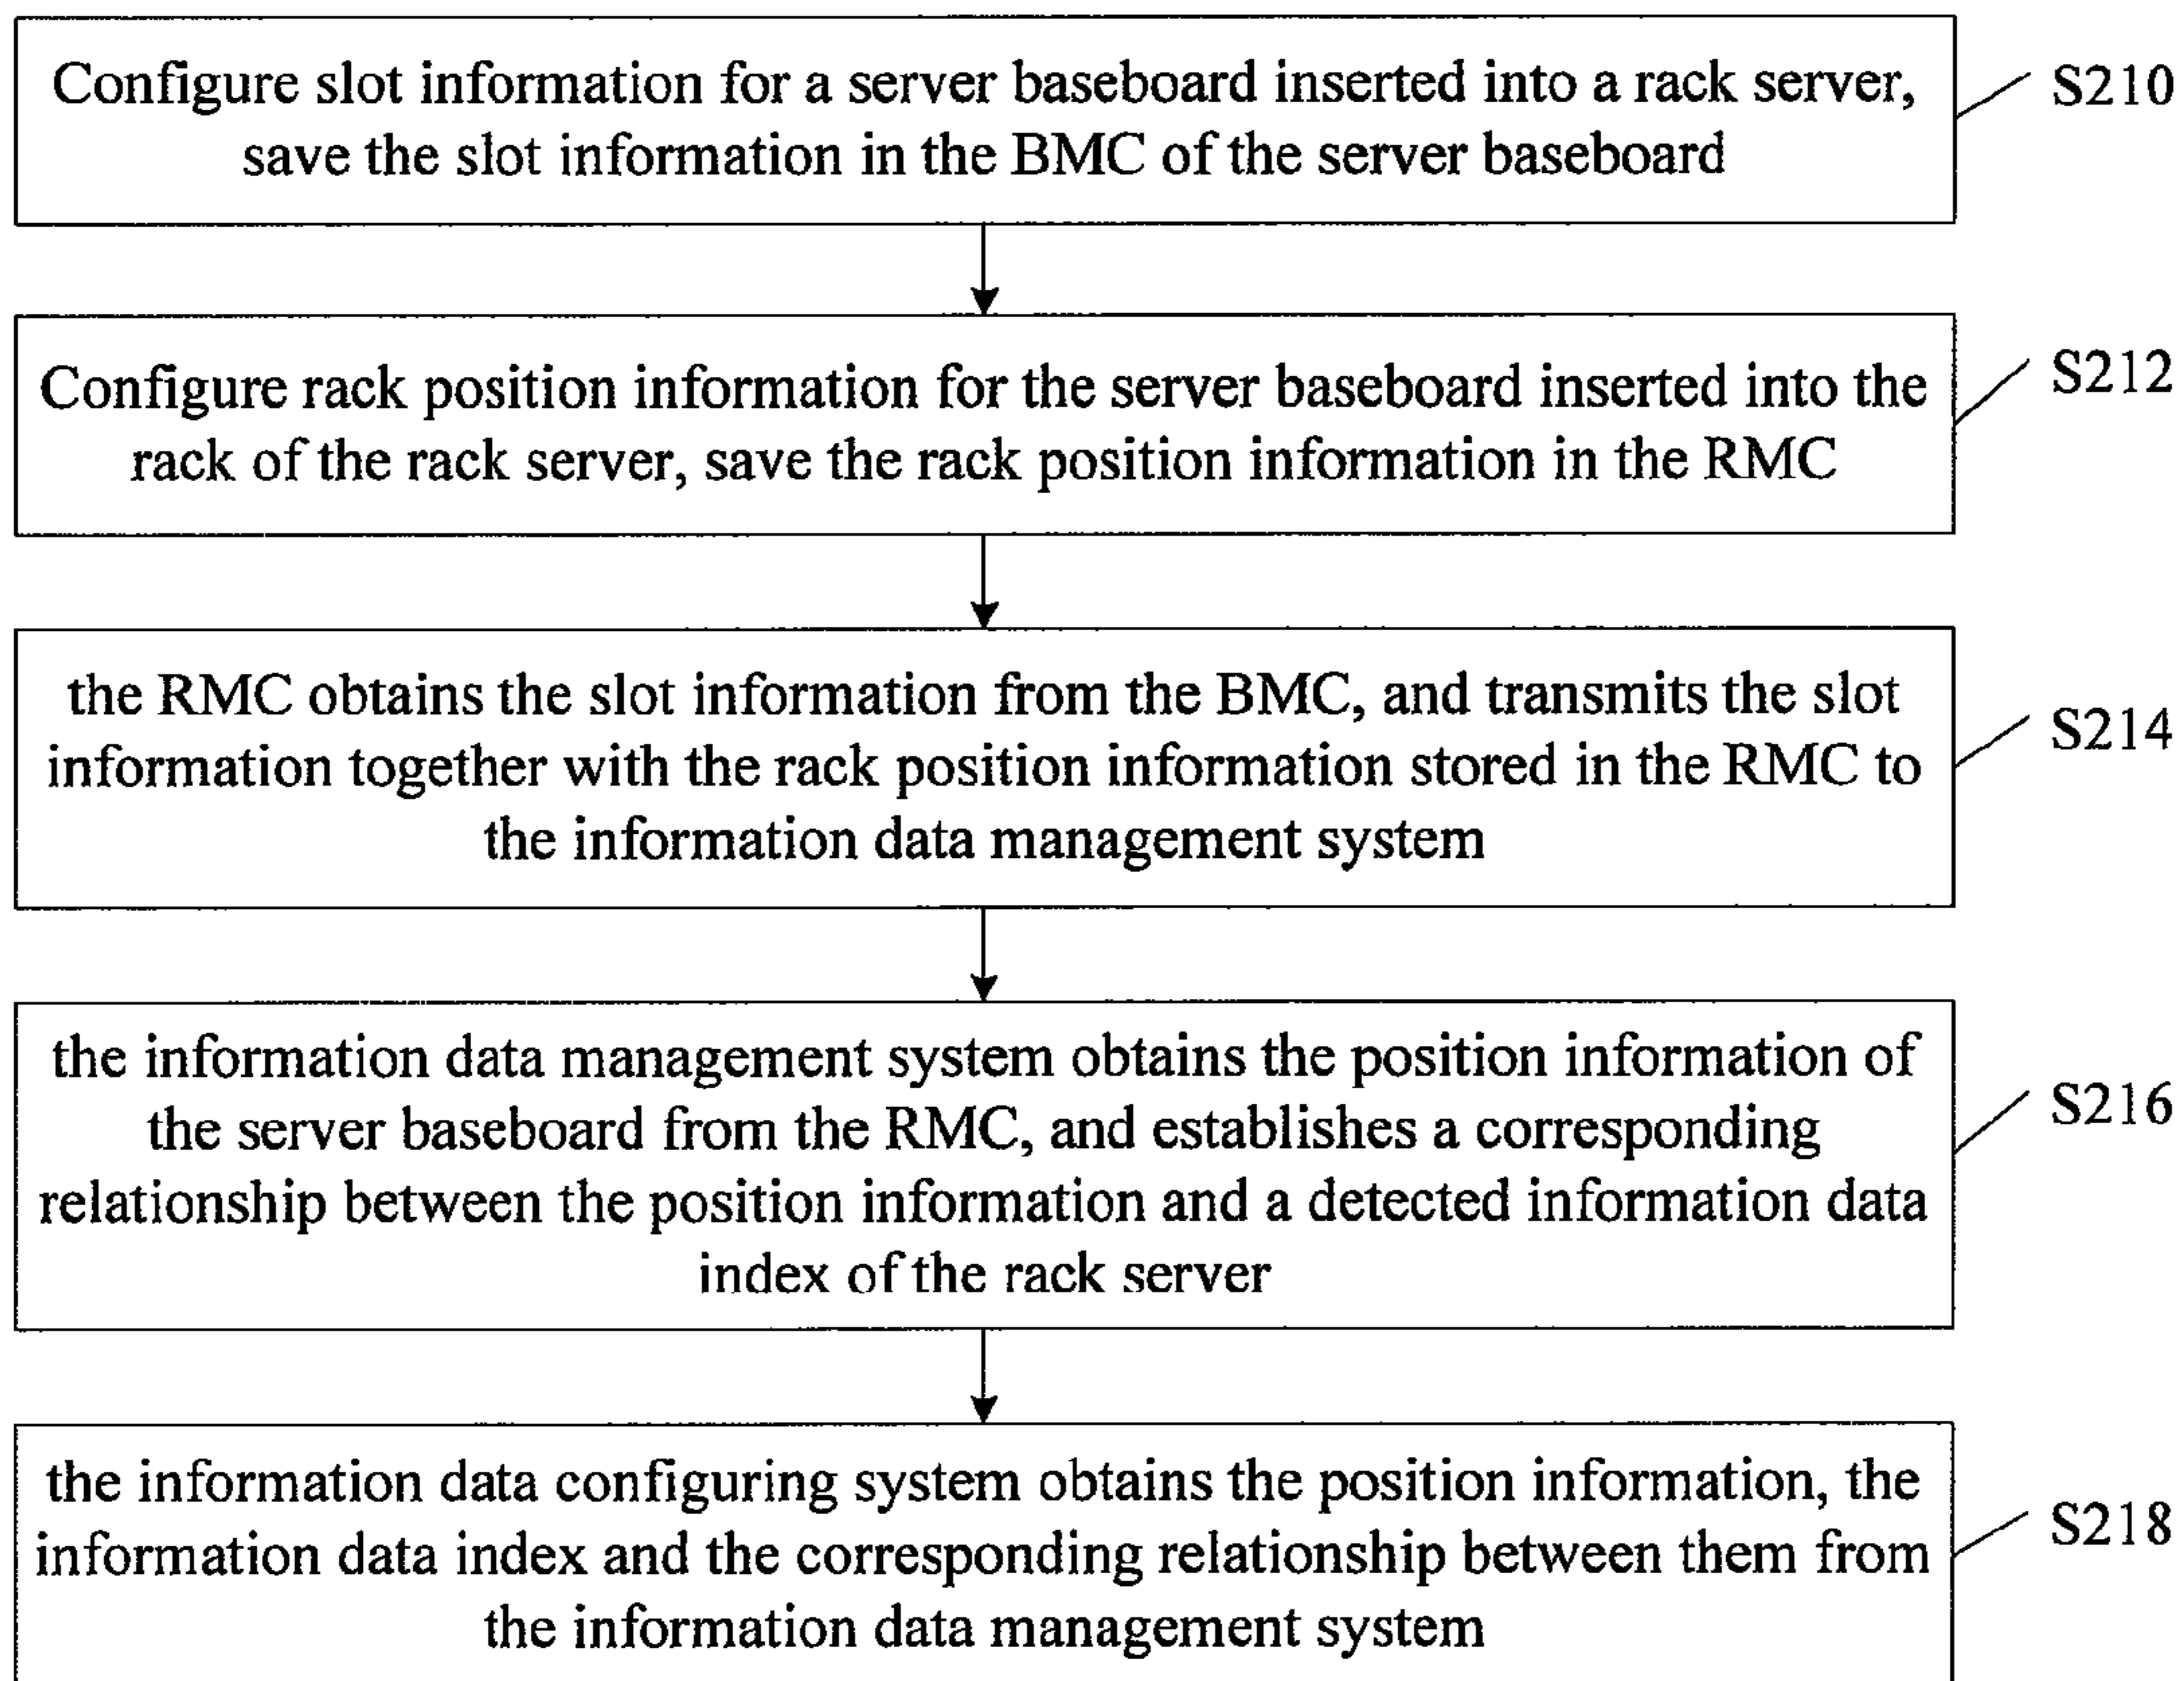 Configure slot information for a server baseboard inserted into a rack server,
save the slot information in the BMC of the server baseboard
S210
Configure rack position information for the server baseboard inserted into the
rack of the rack server, save the rack position information in the RMC
S212
the RMC obtains the slot information from the BMC, and transmits the slot
information together with the rack position information stored in the RMC to
the information data management system
S214
the information data management system obtains the position information of
the server baseboard from the RMC, and establishes a corresponding
relationship between the position information and a detected information data
index of the rack server
S216
the information data configuring system obtains the position information, the
information data index and the corresponding relationship between them from
the information data management system
S218